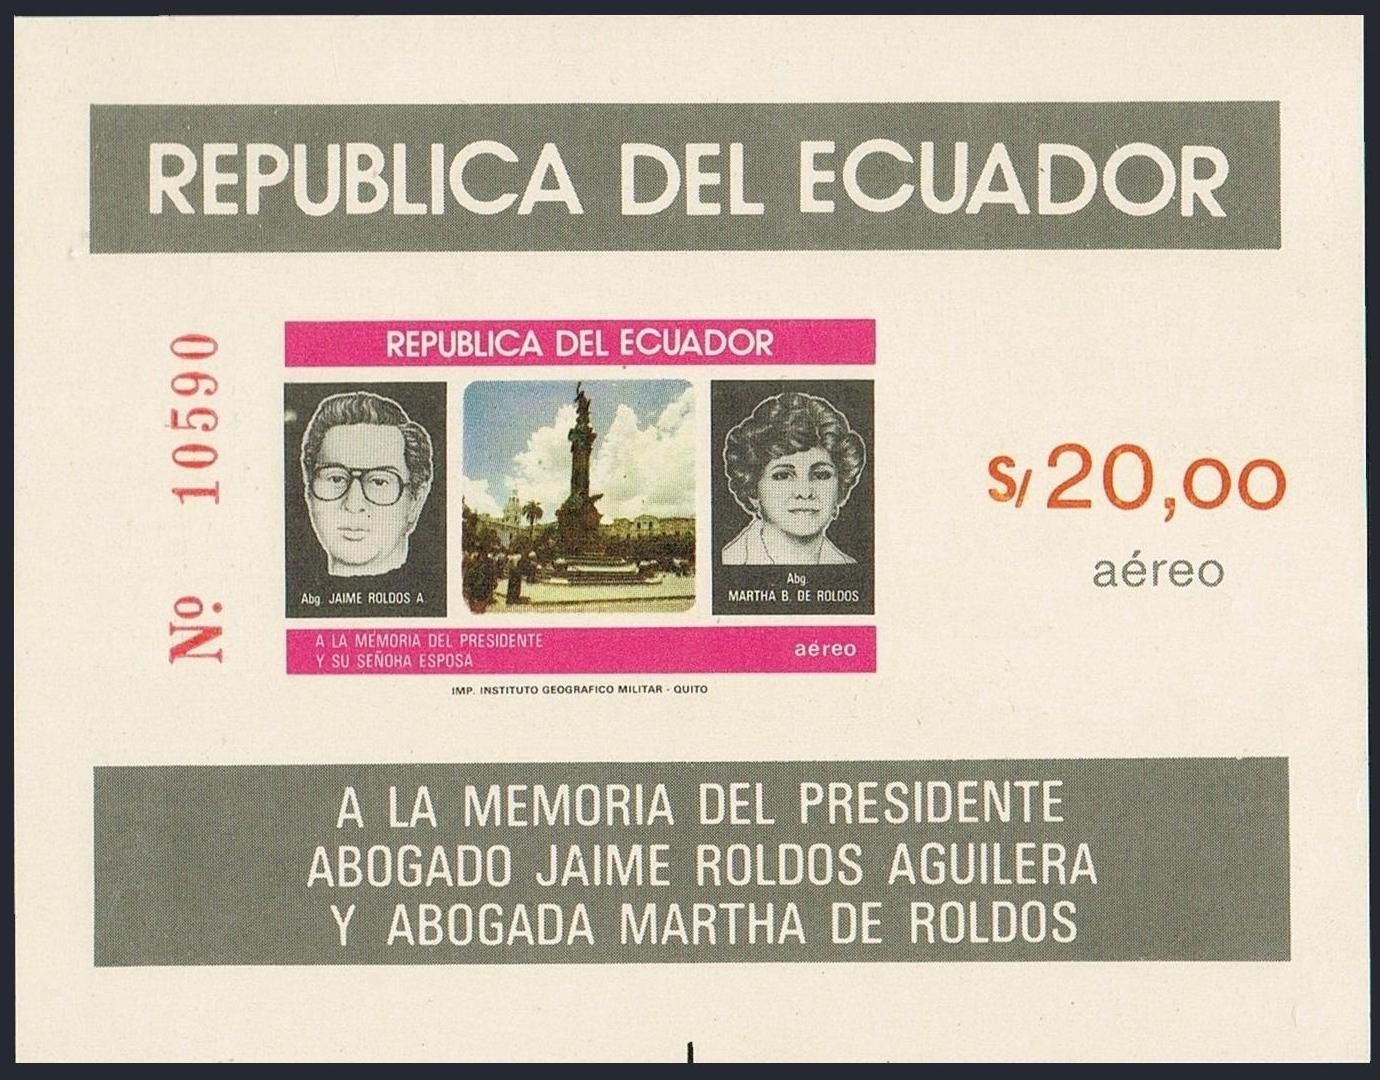 REPUBLICA DEL ECUADOR
Nº. 10590
REPUBLICA DEL ECUADOR
Abg. JAIME ROLDOS A.
Abg.
MARTHA B. DE ROLDOS
A LA MEMORIA DEL PRESIDENTE
Y SU SEÑORA ESPOSA
aéreo
IMP. INSTITUTO GEOGRAFICO MILITAR - QUITO
S/20,00
aéreo
A LA MEMORIA DEL PRESIDENTE
ABOGADO JAIME ROLDOS AGUILERA
Y ABOGADA MARTHA DE ROLDOS